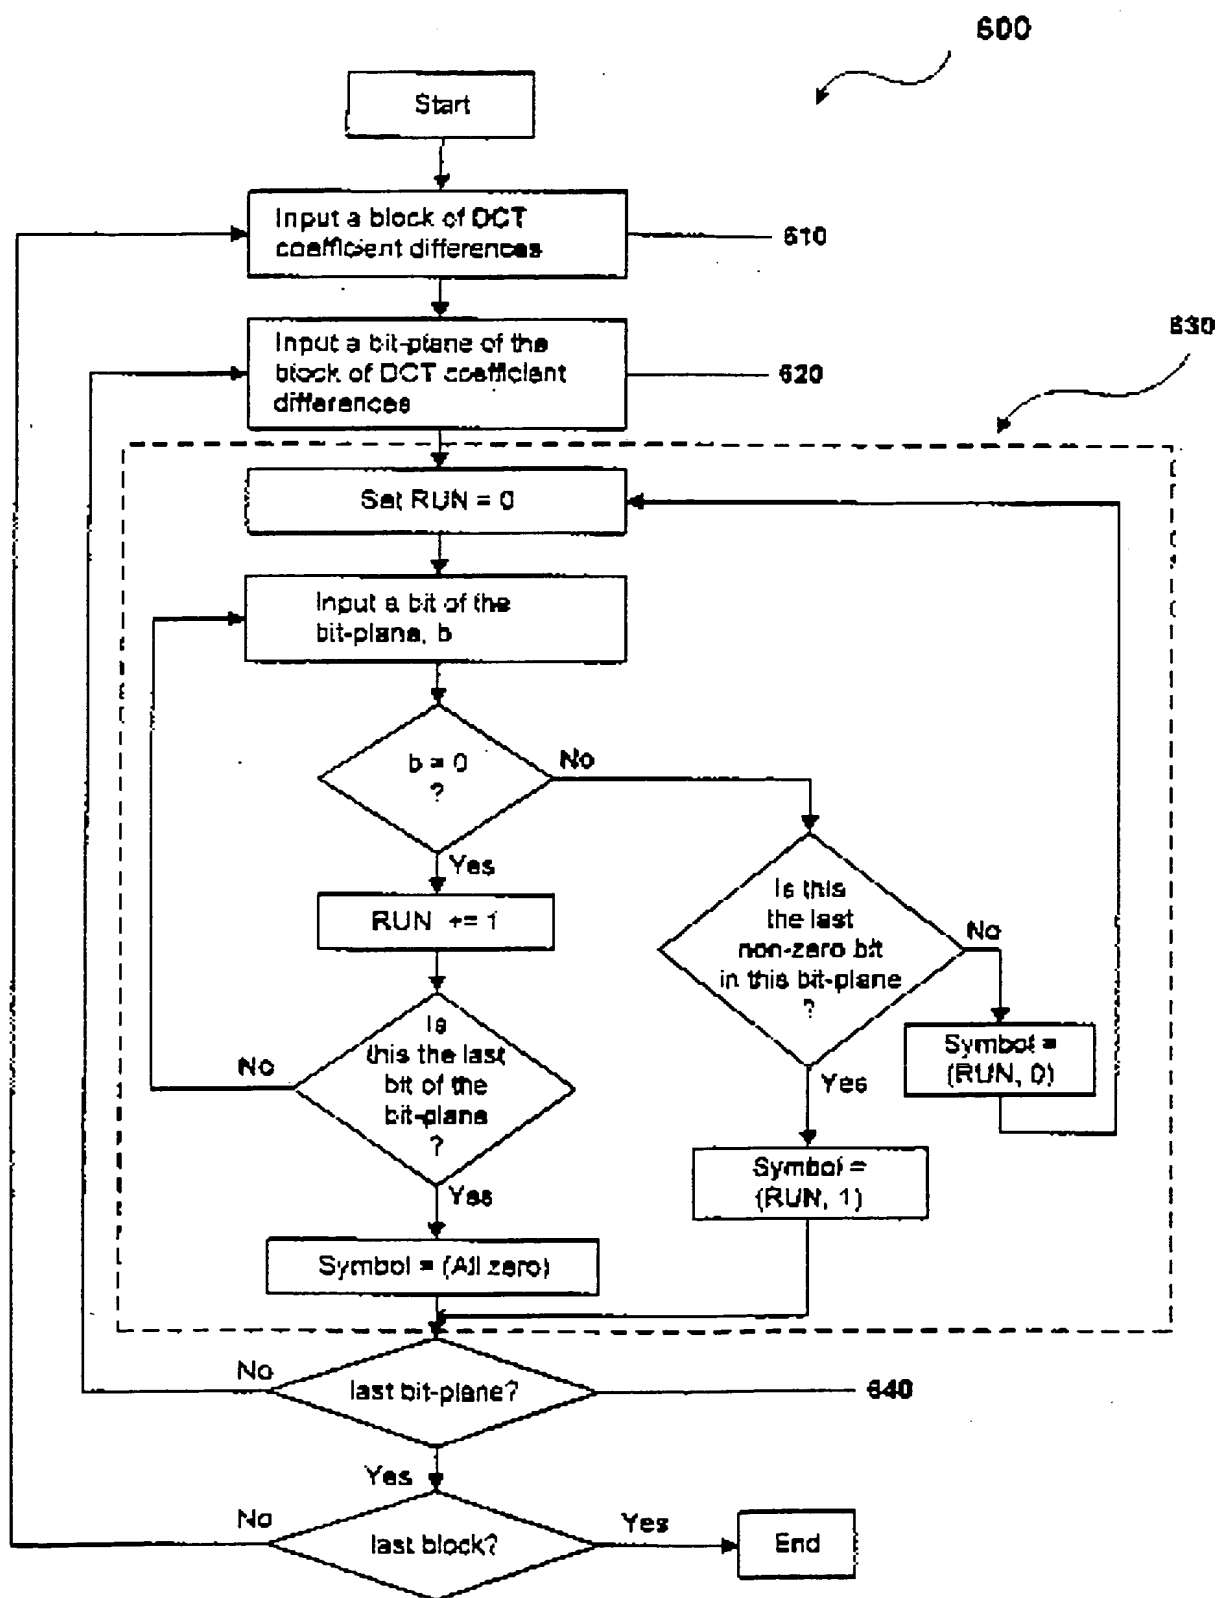 600
Start
Input a block of DCT
coefficient differences
610
Input a bit-plane of the
block of DCT coefficient
differences
620
630
Set RUN = 0
Input a bit of the
bit-plane, b
b = 0
?
No
Yes
RUN += 1
Is this
the last
non-zero bit
in this bit-plane
?
No
Symbol =
(RUN, 0)
Yes
Symbol =
(RUN, 1)
Is
this the last
bit of the
bit-plane
?
No
Yes
Symbol = (All zero)
last bit-plane?
No
640
Yes
last block?
No
Yes
End